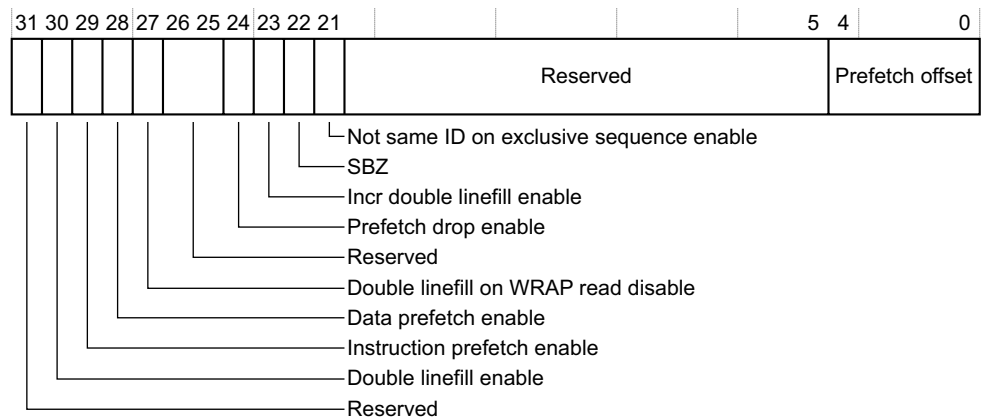 31 30 29 28 27 26 25 24 23 22 21 5 4 0
Reserved Prefetch offset
Not same ID on exclusive sequence enable
SBZ
Incr double linefill enable
Prefetch drop enable
Reserved
Double linefill on WRAP read disable
Data prefetch enable
Instruction prefetch enable
Double linefill enable
Reserved